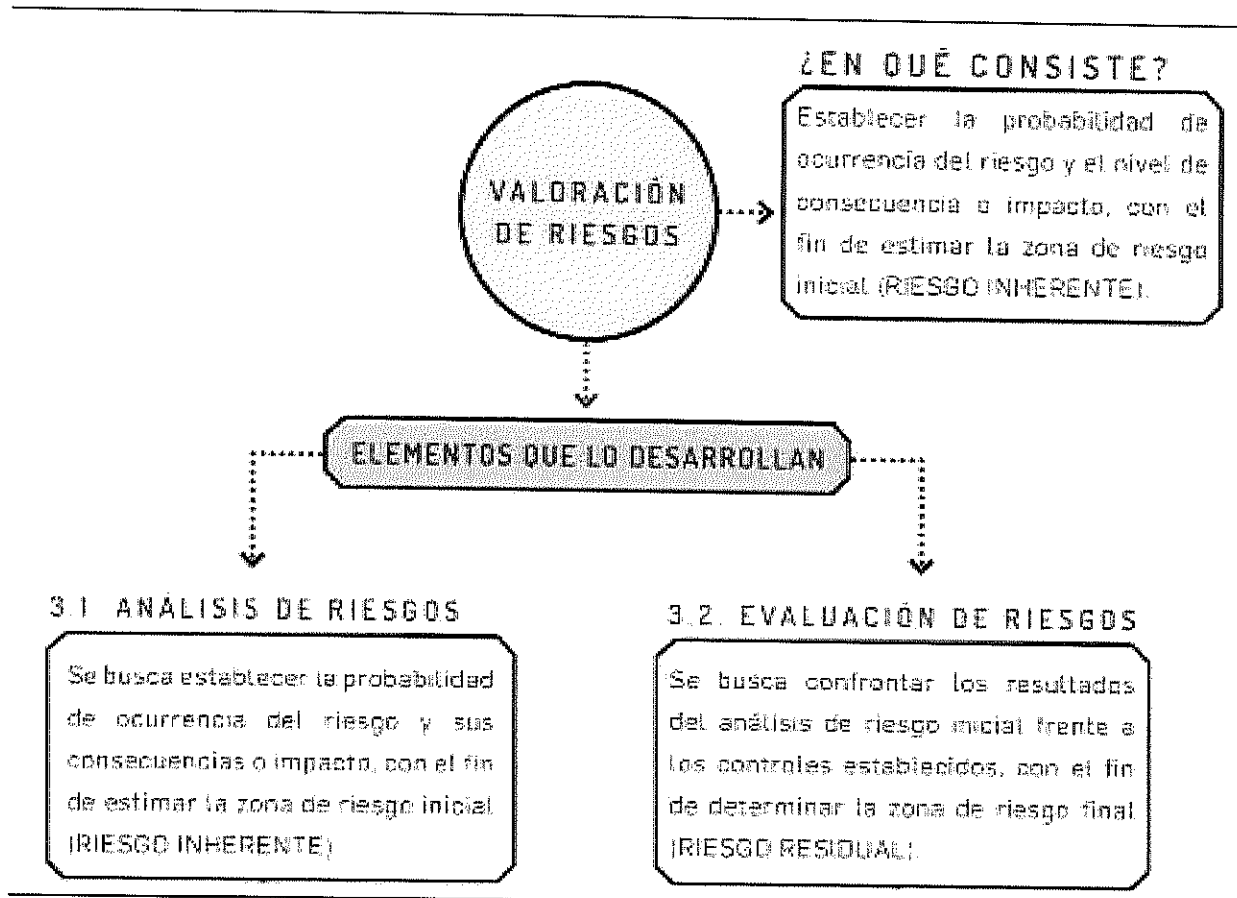 ¿EN QUÉ CONSISTE?
Establecer la probabilidad de
ocurrencia del riesgo y el nivel de
consecuencia o impacto, con el
fin de estimar la zona de riesgo
inicial (RIESGO INHERENTE).
VALORACIÓN
DE RIESGOS
ELEMENTOS QUE LO DESARROLLAN
3.1 ANÁLISIS DE RIESGOS
Se busca establecer la probabilidad
de ocurrencia del riesgo y sus
consecuencias o impacto, con el fin
de estimar la zona de riesgo inicial
(RIESGO INHERENTE)
3.2. EVALUACIÓN DE RIESGOS
Se busca confrontar los resultados
del análisis de riesgo inicial frente a
los controles establecidos, con el fin
de determinar la zona de riesgo final
(RIESGO RESIDUAL).